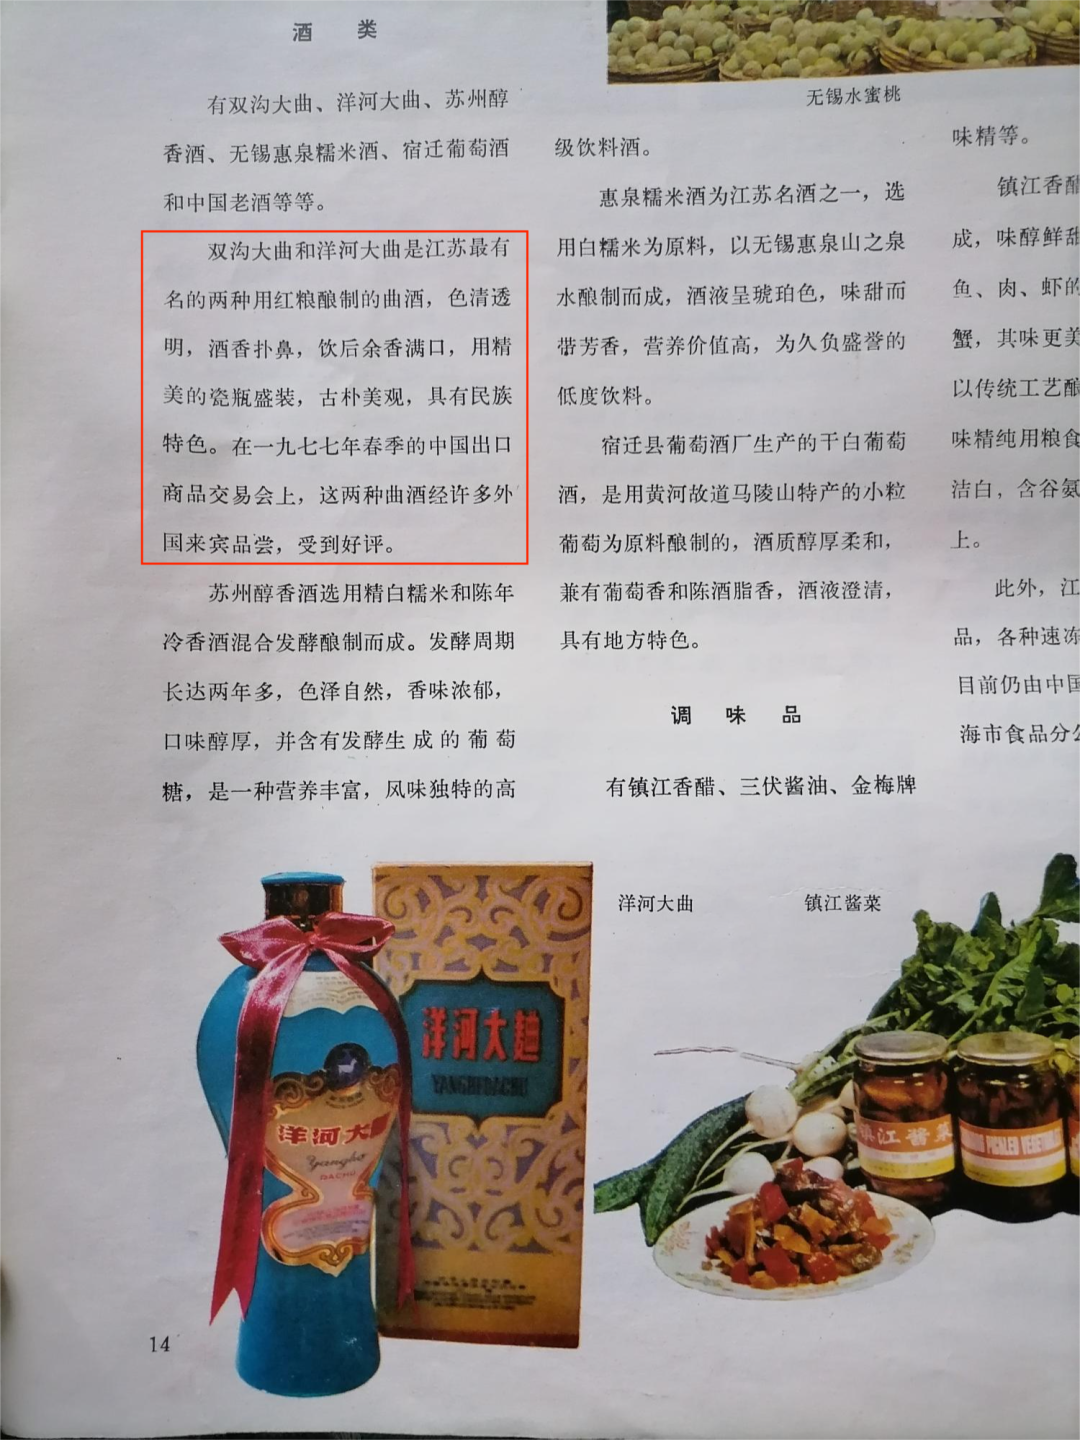 酒 类
有双沟大曲、洋河大曲、苏州醇
香酒、无锡惠泉糯米酒、宿迁葡萄酒
和中国老酒等等。
双沟大曲和洋河大曲是江苏最有
名的两种用红粮酿制的曲酒，色清透
明，酒香扑鼻，饮后余香满口，用精
美的瓷瓶盛装，古朴美观，具有民族
特色。在一九七七年春季的中国出口
商品交易会上，这两种曲酒经许多外
国来宾品尝，受到好评。
苏州醇香酒选用精白糯米和陈年
冷香酒混合发酵酿制而成。发酵周期
长达两年多，色泽自然，香味浓郁，
口味醇厚，并含有发酵生成的葡萄
糖，是一种营养丰富，风味独特的高
无锡水蜜桃
级饮料酒。
惠泉糯米酒为江苏名酒之一，选
用白糯米为原料，以无锡惠泉山之泉
水酿制而成，酒液呈琥珀色，味甜而
带芳香，营养价值高，为久负盛誉的
低度饮料。
宿迁县葡萄酒厂生产的干白葡萄
酒，是用黄河故道马陵山特产的小粒
葡萄为原料酿制的，酒质醇厚柔和，
兼有葡萄香和陈酒脂香，酒液澄清，
具有地方特色。
调 味 品
有镇江香醋、三伏酱油、金梅牌
味精等。
镇江香醋
成，味醇鲜甜
鱼、肉、虾的
蟹，其味更美
以传统工艺酿
味精纯用粮食
洁白，含谷氨
上。
此外，江
品，各种速冻
目前仍由中国
海市食品分公
洋河大曲
镇江酱菜
洋河大曲
YANGHE DACHU
洋河大
Yangho
DACHU
镇江酱菜
PICKLED VEGETABLE
14